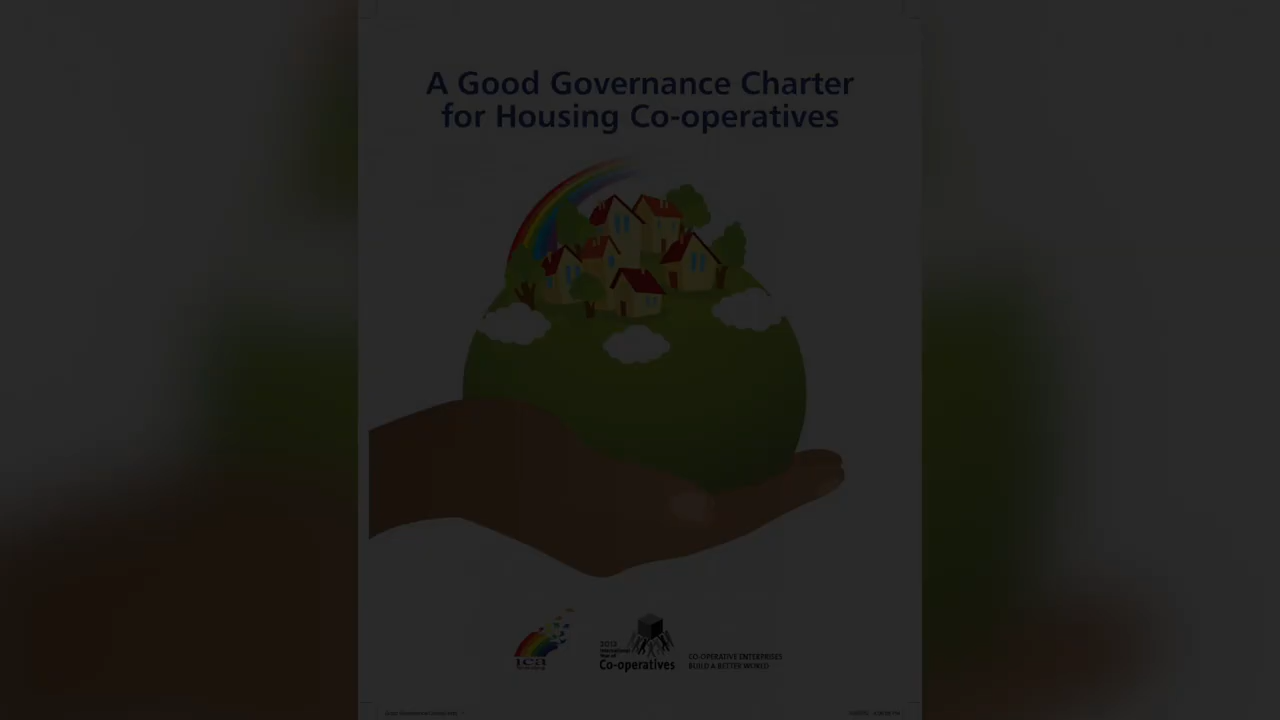 A Good Governance Charter
for Housing Co-operatives
ica
2012
International
Year of
Co-operatives
CO-OPERATIVE ENTERPRISES
BUILD A BETTER WORLD